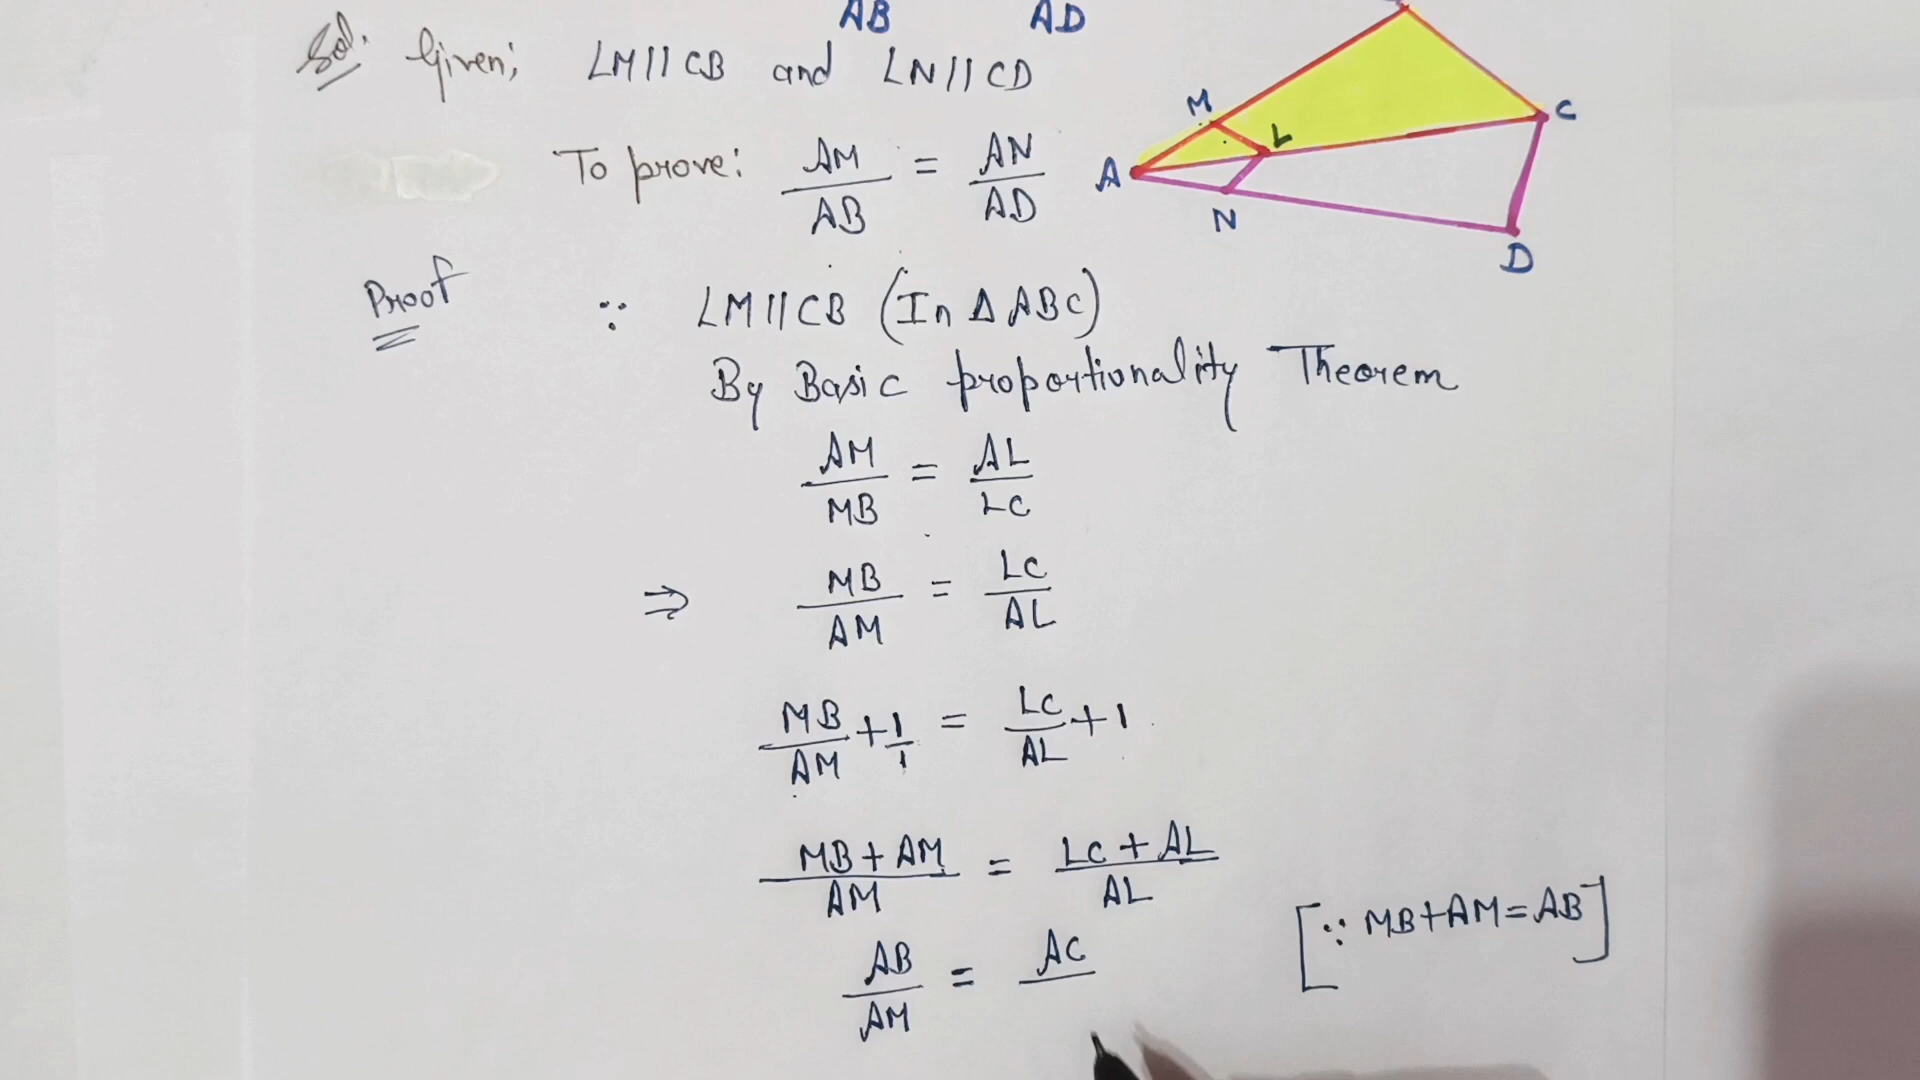 AB AD
Sol. Given; LM||CB and LN||CD
To prove: AM/AB = AN/AD
M
L
C
A
N
D
Proof ∵ LM||CB (In Δ ABC)
By Basic proportionality Theorem
AM/MB = AL/LC
⇒ MB/AM = LC/AL
MB/AM + 1/1 = LC/AL + 1
MB + AM/AM = LC + AL/AL
[∵ MB+AM=AB]
AB/AM = AC/